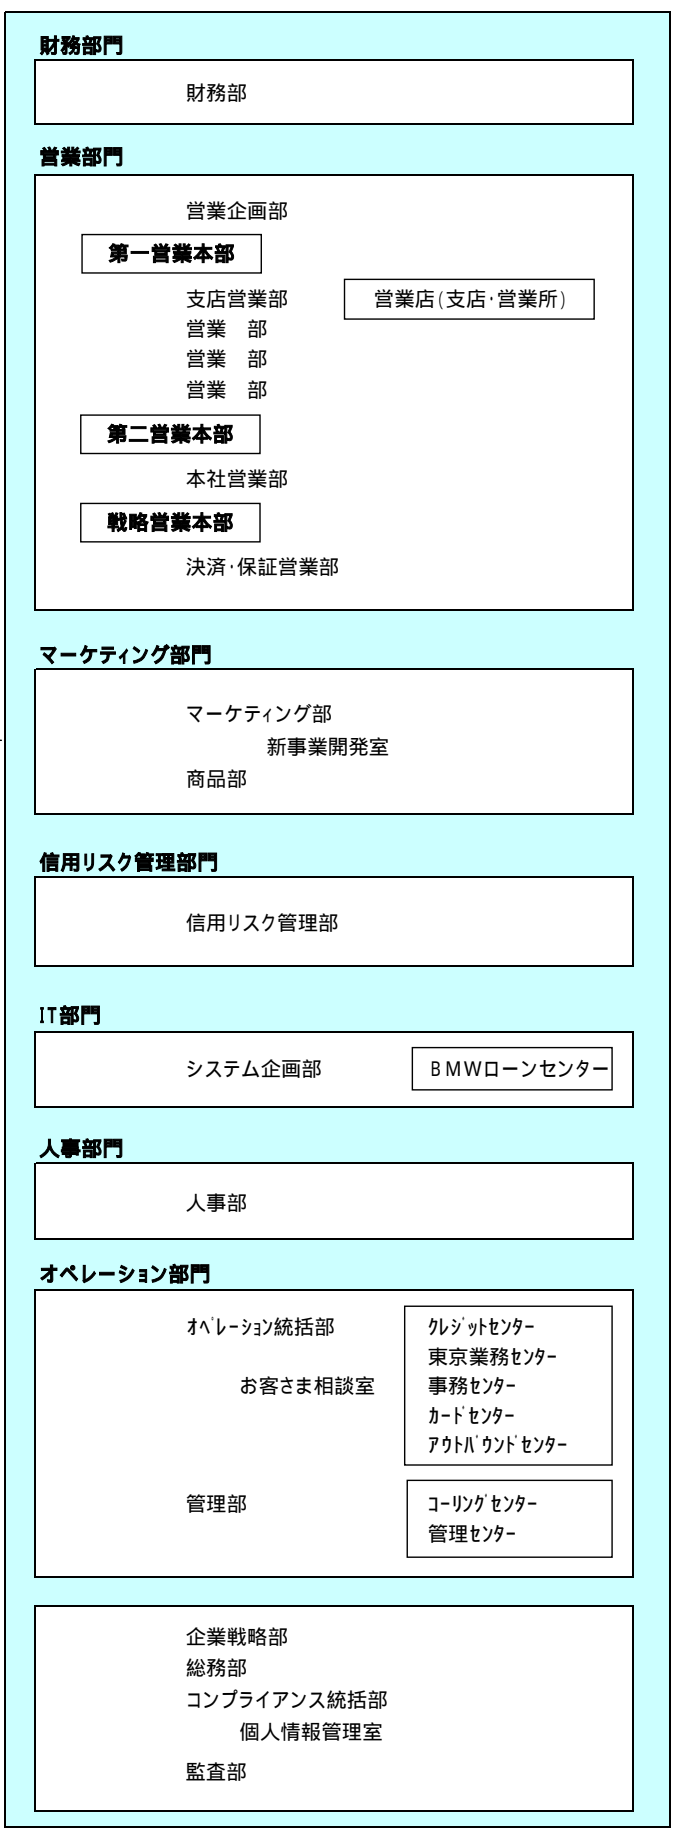 財務部門
財務部
営業部門
営業企画部
第一営業本部
支店営業部 営業店(支店・営業所)
営業　部
営業　部
営業　部
第二営業本部
本社営業部
戦略営業本部
決済・保証営業部
マーケティング部門
マーケティング部
新事業開発室
商品部
信用リスク管理部門
信用リスク管理部
IT部門
システム企画部 BMWローンセンター
人事部門
人事部
オペレーション部門
ｵﾍﾟﾚｰｼｮﾝ統括部 ｸﾚｼﾞｯﾄｾﾝﾀｰ
東京業務ｾﾝﾀｰ
お客さま相談室 事務ｾﾝﾀｰ
ｶｰﾄﾞｾﾝﾀｰ
ｱｳﾄﾊﾞｳﾝﾄﾞｾﾝﾀｰ
管理部 ｺｰﾘﾝｸﾞｾﾝﾀｰ
管理ｾﾝﾀｰ
企業戦略部
総務部
コンプライアンス統括部
個人情報管理室
監査部